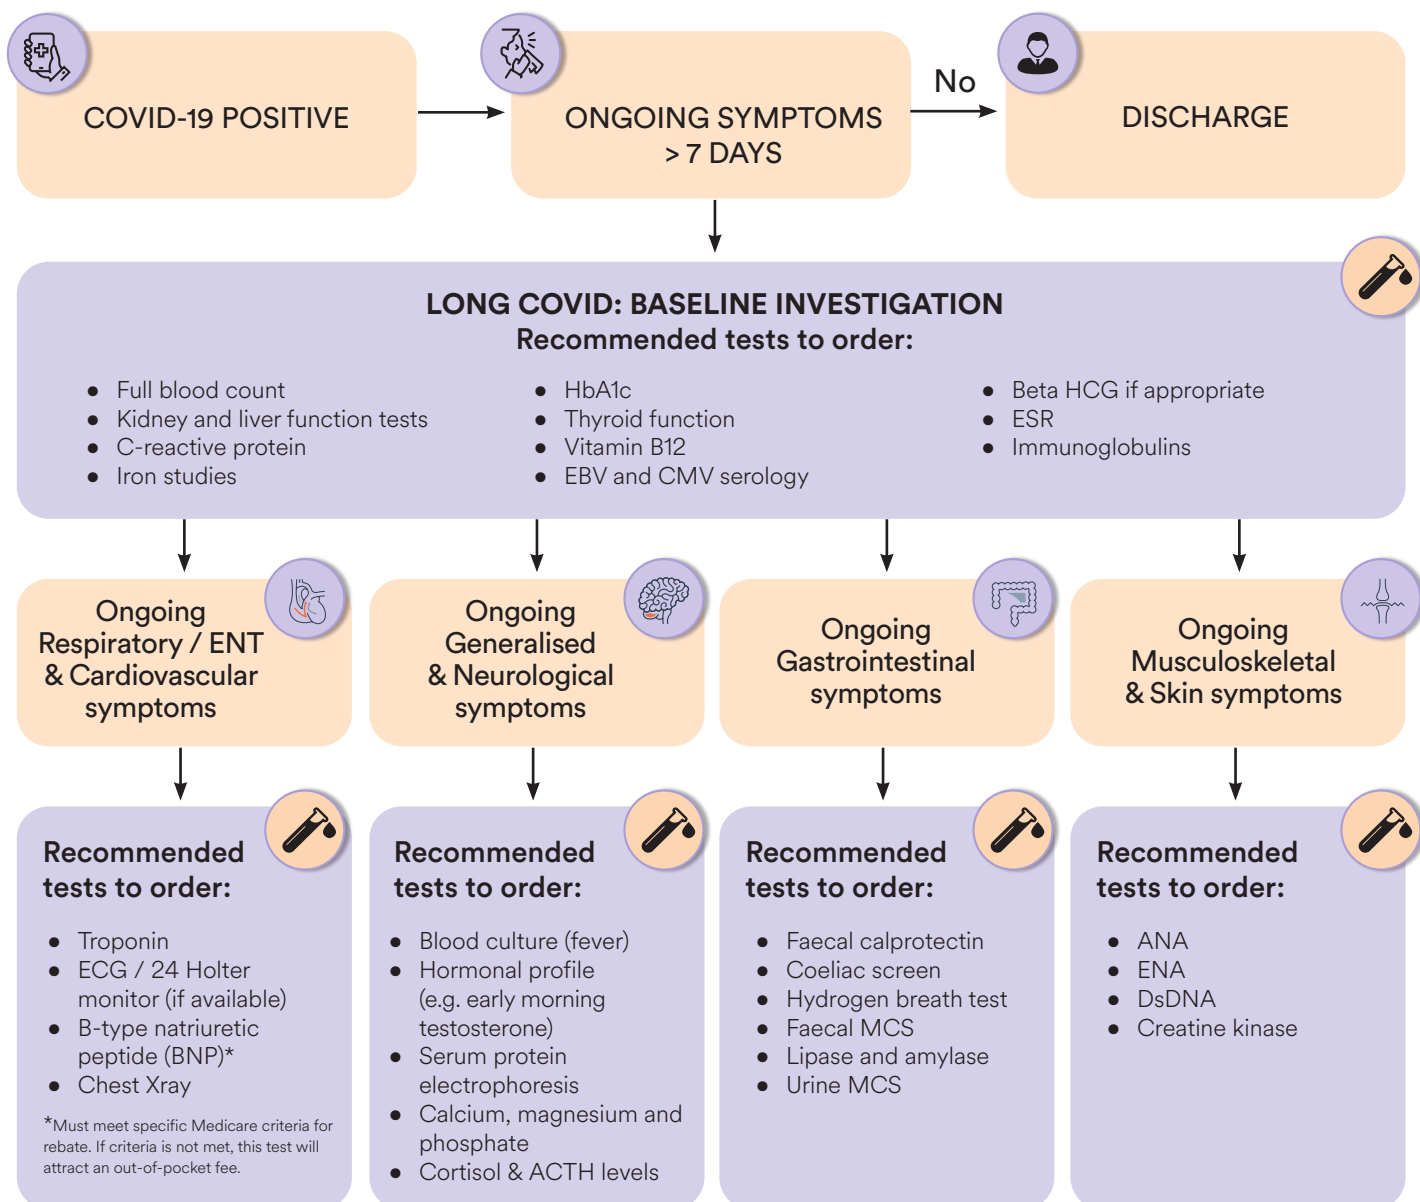 COVID-19 POSITIVE
ONGOING SYMPTOMS
> 7 DAYS
No
DISCHARGE
LONG COVID: BASELINE INVESTIGATION
Recommended tests to order:
● Full blood count
● Kidney and liver function tests
● C-reactive protein
● Iron studies
● HbA1c
● Thyroid function
● Vitamin B12
● EBV and CMV serology
● Beta HCG if appropriate
● ESR
● Immunoglobulins
Ongoing
Respiratory / ENT
& Cardiovascular
symptoms
Ongoing
Generalised
& Neurological
symptoms
Ongoing
Gastrointestinal
symptoms
Ongoing
Musculoskeletal
& Skin symptoms
Recommended
tests to order:
● Troponin
● ECG / 24 Holter
monitor (if available)
● B-type natriuretic
peptide (BNP)*
● Chest Xray
*Must meet specific Medicare criteria for
rebate. If criteria is not met, this test will
attract an out-of-pocket fee.
Recommended
tests to order:
● Blood culture (fever)
● Hormonal profile
(e.g. early morning
testosterone)
● Serum protein
electrophoresis
● Calcium, magnesium and
phosphate
● Cortisol & ACTH levels
Recommended
tests to order:
● Faecal calprotectin
● Coeliac screen
● Hydrogen breath test
● Faecal MCS
● Lipase and amylase
● Urine MCS
Recommended
tests to order:
● ANA
● ENA
● DsDNA
● Creatine kinase